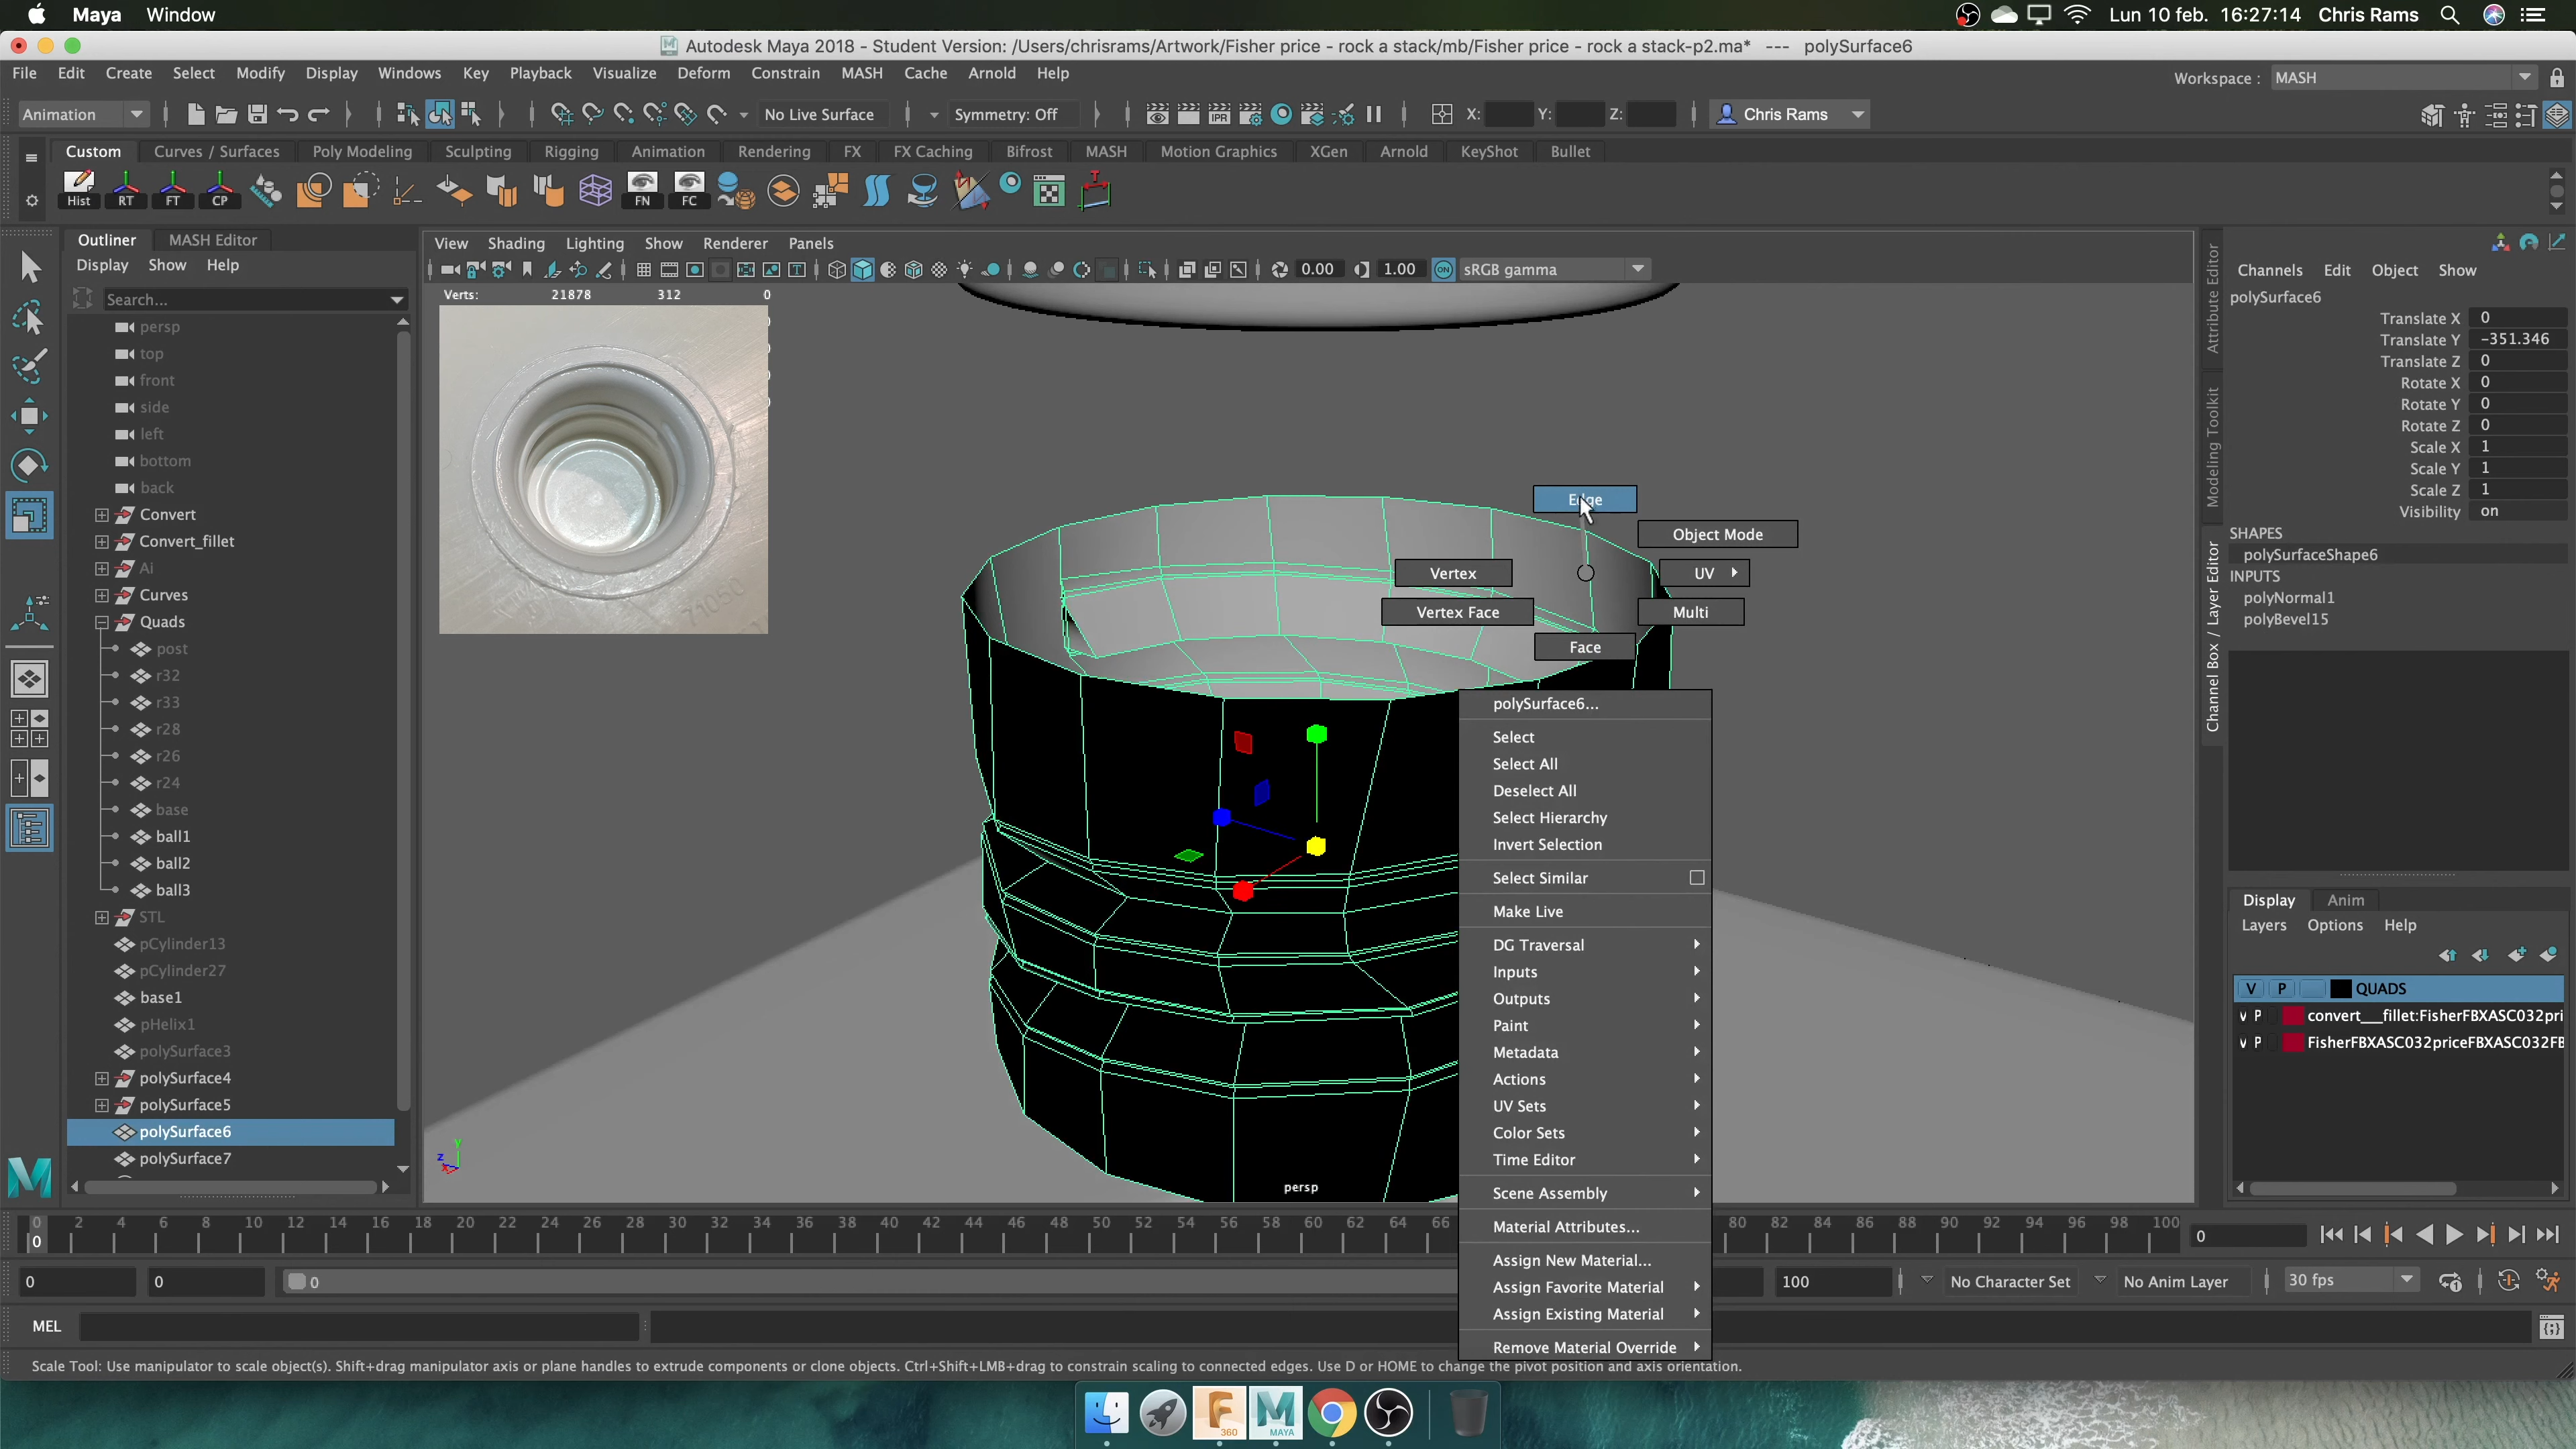 Maya Window
Lun 10 feb. 16:27:14 Chris Rams
Autodesk Maya 2018 - Student Version: /Users/chrisrams/Artwork/Fisher price - rock a stack/mb/Fisher price - rock a stack-p2.ma* --- polySurface6
File Edit Create Select Modify Display Windows Key Playback Visualize Deform Constrain MASH Cache Arnold Help
Workspace : MASH
Animation
No Live Surface
Symmetry: Off
IPR
X: Y: Z:
Chris Rams
Custom Curves / Surfaces Poly Modeling Sculpting Rigging Animation Rendering FX FX Caching Bifrost MASH Motion Graphics XGen Arnold KeyShot Bullet
Hist RT FT CP FN FC
Outliner MASH Editor
Display Show Help
Search...
persp
top
front
side
left
bottom
back
Convert
Convert_fillet
Ai
Curves
Quads
post
r32
r33
r28
r26
r24
base
ball1
ball2
ball3
STL
pCylinder13
pCylinder27
base1
pHelix1
polySurface3
polySurface4
polySurface5
polySurface6
polySurface7
View Shading Lighting Show Renderer Panels
0.00 1.00 ON sRGB gamma
Verts: 21878 312 0
Edge
Object Mode
Vertex
UV
Vertex Face
Multi
Face
polySurface6...
Select
Select All
Deselect All
Select Hierarchy
Invert Selection
Select Similar
Make Live
DG Traversal
Inputs
Outputs
Paint
Metadata
Actions
UV Sets
Color Sets
Time Editor
Scene Assembly
Material Attributes...
Assign New Material...
Assign Favorite Material
Assign Existing Material
Remove Material Override
persp
y
z
Attribute Editor
Modeling Toolkit
Channel Box / Layer Editor
Channels Edit Object Show
polySurface6
Translate X 0
Translate Y -351.346
Translate Z 0
Rotate X 0
Rotate Y 0
Rotate Z 0
Scale X 1
Scale Y 1
Scale Z 1
Visibility on
SHAPES
polySurfaceShape6
INPUTS
polyNormal1
polyBevel15
Display Anim
Layers Options Help
V P QUADS
V P convert___fillet:FisherFBXASC032pri
V P FisherFBXASC032priceFBXASC032FB
0 2 4 6 8 10 12 14 16 18 20 22 24 26 28 30 32 34 36 38 40 42 44 46 48 50 52 54 56 58 60 62 64 66 80 82 84 86 88 90 92 94 96 98 100
0
0
0 0 0 100 No Character Set No Anim Layer 30 fps
MEL
Scale Tool: Use manipulator to scale object(s). Shift+drag manipulator axis or plane handles to extrude components or clone objects. Ctrl+Shift+LMB+drag to constrain scaling to connected edges. Use D or HOME to change the pivot position and axis orientation.
360
MAYA